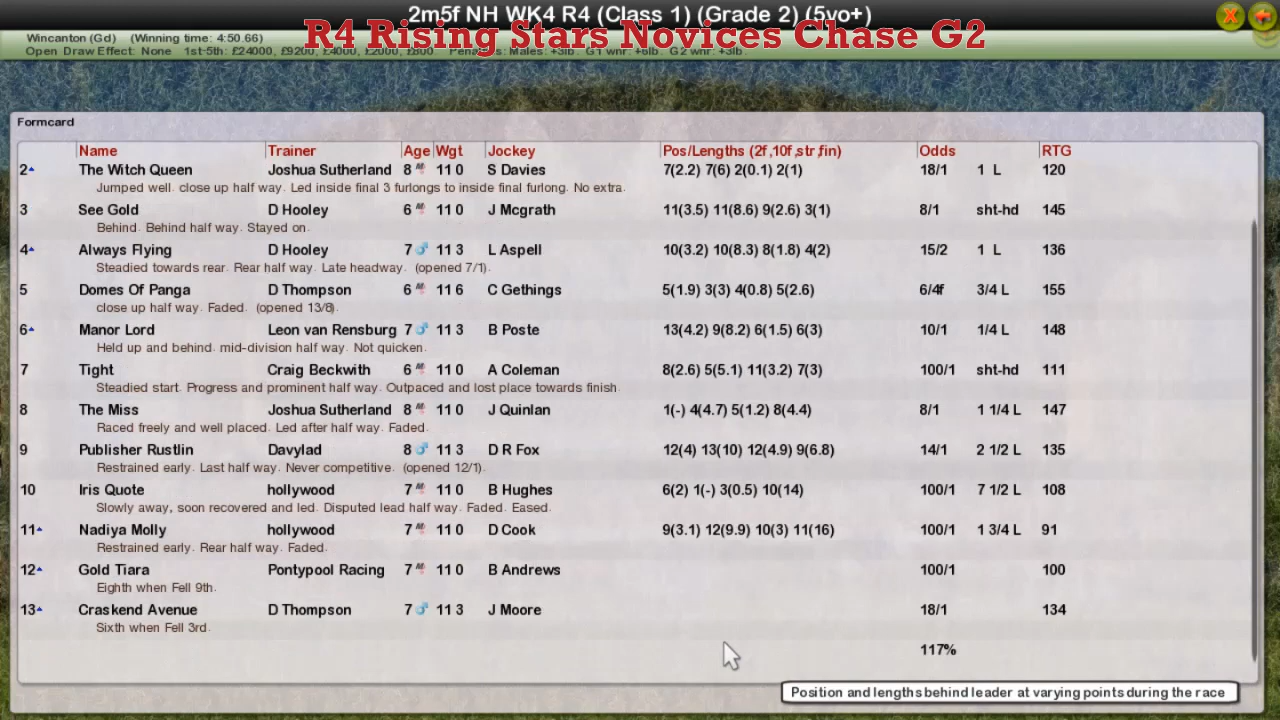 2m5f NH WK4 R4 (Class 1) (Grade 2) (5yo+)
R4 Rising Stars Novices Chase G2
Wincanton (Gd) (Winning time: 4:50.66)
Open Draw Effect: None 1st-5th: £24000, £9200, £4000, £2000, £800. Penalties: Males: +3lb. G1 wnr: +6lb. G2 wnr: +3lb.
Formcard
Name Trainer Age Wgt Jockey Pos/Lengths (2f,10f,str,fin) Odds RTG
2 The Witch Queen Joshua Sutherland 8 11 0 S Davies 7(2.2) 7(6) 2(0.1) 2(1) 18/1 1 L 120
Jumped well. close up half way. Led inside final 3 furlongs to inside final furlong. No extra.
3 See Gold D Hooley 6 11 0 J Mcgrath 11(3.5) 11(8.6) 9(2.6) 3(1) 8/1 sht-hd 145
Behind. Behind half way. Stayed on.
4 Always Flying D Hooley 7 11 3 L Aspell 10(3.2) 10(8.3) 8(1.8) 4(2) 15/2 1 L 136
Steadied towards rear. Rear half way. Late headway. (opened 7/1).
5 Domes Of Panga D Thompson 6 11 6 C Gethings 5(1.9) 3(3) 4(0.8) 5(2.6) 6/4f 3/4 L 155
close up half way. Faded. (opened 13/8).
6 Manor Lord Leon van Rensburg 7 11 3 B Poste 13(4.2) 9(8.2) 6(1.5) 6(3) 10/1 1/4 L 148
Held up and behind. mid-division half way. Not quicken.
7 Tight Craig Beckwith 6 11 0 A Coleman 8(2.6) 5(5.1) 11(3.2) 7(3) 100/1 sht-hd 111
Steadied start. Progress and prominent half way. Outpaced and lost place towards finish.
8 The Miss Joshua Sutherland 8 11 0 J Quinlan 1(-) 4(4.7) 5(1.2) 8(4.4) 8/1 1 1/4 L 147
Raced freely and well placed. Led after half way. Faded.
9 Publisher Rustlin Davylad 8 11 3 D R Fox 12(4) 13(10) 12(4.9) 9(6.8) 14/1 2 1/2 L 135
Restrained early. Last half way. Never competitive. (opened 12/1).
10 Iris Quote hollywood 7 11 0 B Hughes 6(2) 1(-) 3(0.5) 10(14) 100/1 7 1/2 L 108
Slowly away, soon recovered and led. Disputed lead half way. Faded. Eased.
11 Nadiya Molly hollywood 7 11 0 D Cook 9(3.1) 12(9.9) 10(3) 11(16) 100/1 1 3/4 L 91
Restrained early. Rear half way. Faded.
12 Gold Tiara Pontypool Racing 7 11 0 B Andrews 100/1 100
Eighth when Fell 9th.
13 Craskend Avenue D Thompson 7 11 3 J Moore 18/1 134
Sixth when Fell 3rd.
117%
Position and lengths behind leader at varying points during the race